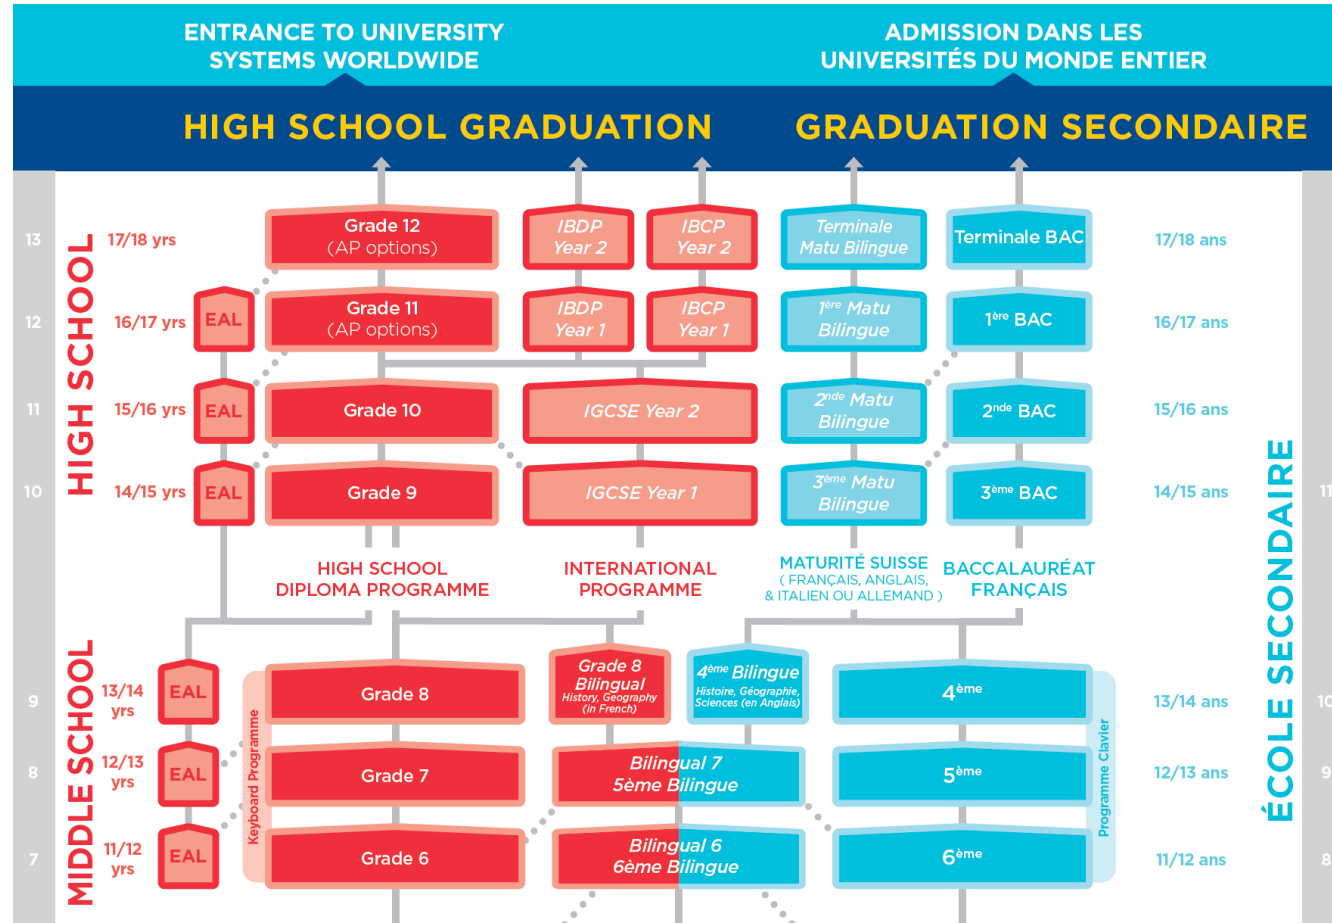 ENTRANCE TO UNIVERSITY
SYSTEMS WORLDWIDE
ADMISSION DANS LES
UNIVERSITÉS DU MONDE ENTIER
HIGH SCHOOL GRADUATION
GRADUATION SECONDAIRE
HIGH SCHOOL
ÉCOLE SECONDAIRE
13
17/18 yrs
Grade 12
(AP options)
IBDP
Year 2
IBCP
Year 2
Terminale
Matu Bilingue
Terminale BAC
17/18 ans
12
16/17 yrs
EAL
Grade 11
(AP options)
IBDP
Year 1
IBCP
Year 1
1ère Matu
Bilingue
1ère BAC
16/17 ans
11
15/16 yrs
EAL
Grade 10
IGCSE Year 2
2nde Matu
Bilingue
2nde BAC
15/16 ans
10
14/15 yrs
EAL
Grade 9
IGCSE Year 1
3ème Matu
Bilingue
3ème BAC
14/15 ans
11
HIGH SCHOOL
DIPLOMA PROGRAMME
INTERNATIONAL
PROGRAMME
MATURITÉ SUISSE
( FRANÇAIS, ANGLAIS,
& ITALIEN OU ALLEMAND )
BACCALAURÉAT
FRANÇAIS
MIDDLE SCHOOL
9
13/14
yrs
EAL
Keyboard Programme
Grade 8
Grade 8
Bilingual
History, Géography
(in French)
4ème Bilingue
Histoire, Géographie,
Sciences (en Anglais)
4ème
Programme Clavier
13/14 ans
10
8
12/13
yrs
EAL
Grade 7
Bilingual 7
5ème Bilingue
5ème
12/13 ans
9
7
11/12
yrs
EAL
Grade 6
Bilingual 6
6ème Bilingue
6ème
11/12 ans
8